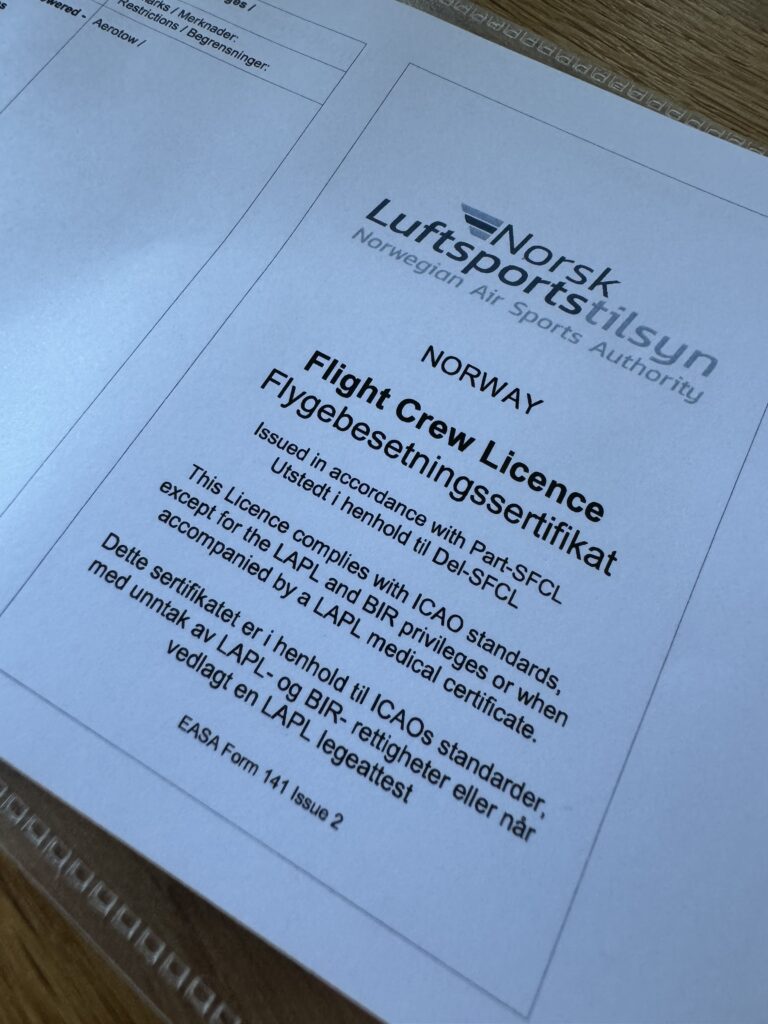 ges /
marks / Merknader:
Restrictions / Begrensninger:
owered -
Aerotow /
Norsk
Luftsportstilsyn
Norwegian Air Sports Authority
NORWAY
Flight Crew Licence
Flygebesetningssertifikat
Issued in accordance with Part-SFCL
Utstedt i henhold til Del-SFCL
This Licence complies with ICAO standards,
except for the LAPL and BIR privileges or when
accompanied by a LAPL medical certificate.
Dette sertifikatet er i henhold til ICAOs standarder,
med unntak av LAPL- og BIR- rettigheter eller når
vedlagt en LAPL legeattest
EASA Form 141 Issue 2